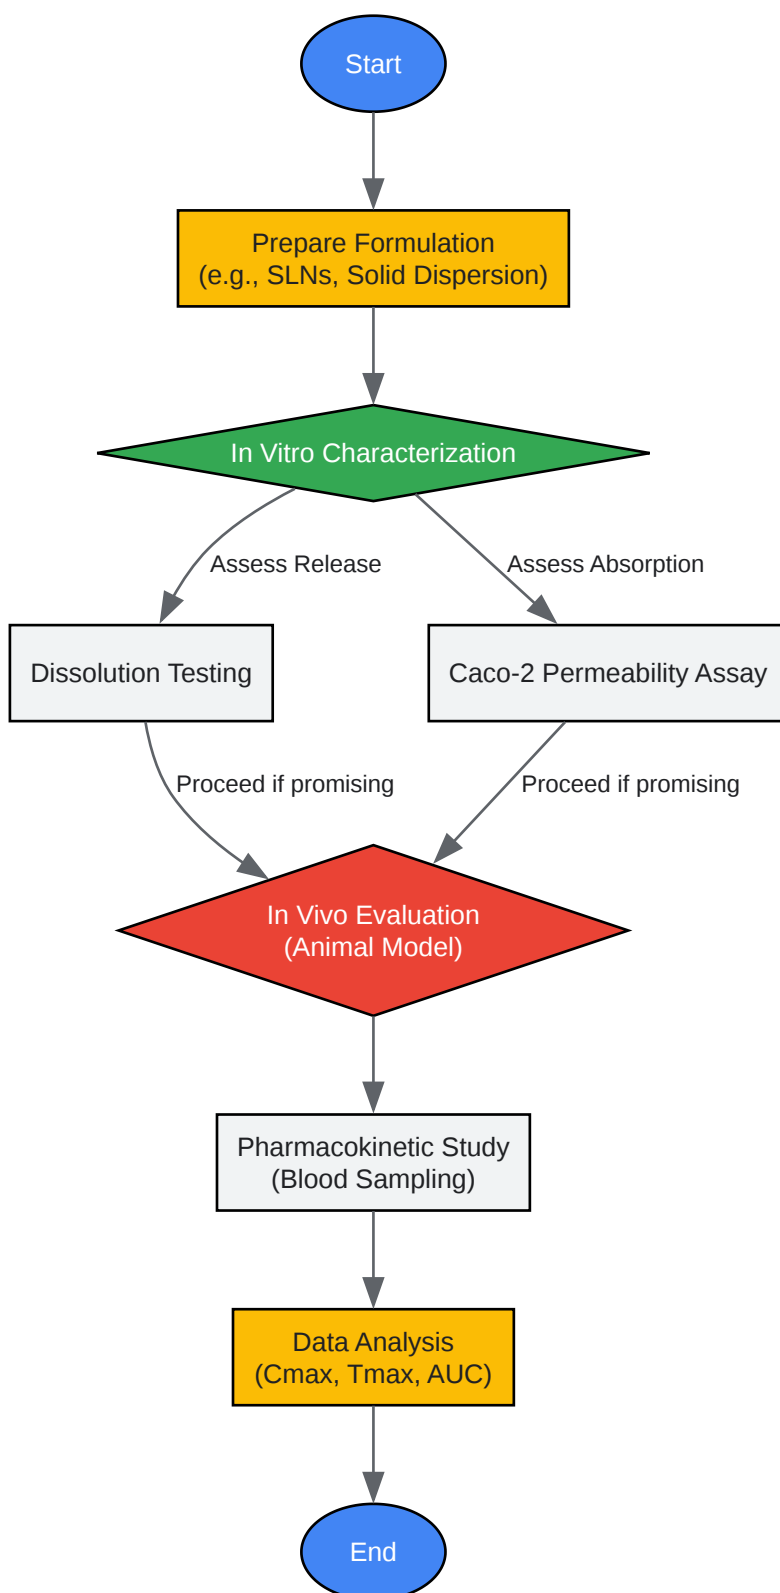 Start
Prepare Formulation
(e.g., SLNs, Solid Dispersion)
In Vitro Characterization
Assess Release
Assess Absorption
Dissolution Testing
Caco-2 Permeability Assay
Proceed if promising
Proceed if promising
In Vivo Evaluation
(Animal Model)
Pharmacokinetic Study
(Blood Sampling)
Data Analysis
(Cmax, Tmax, AUC)
End